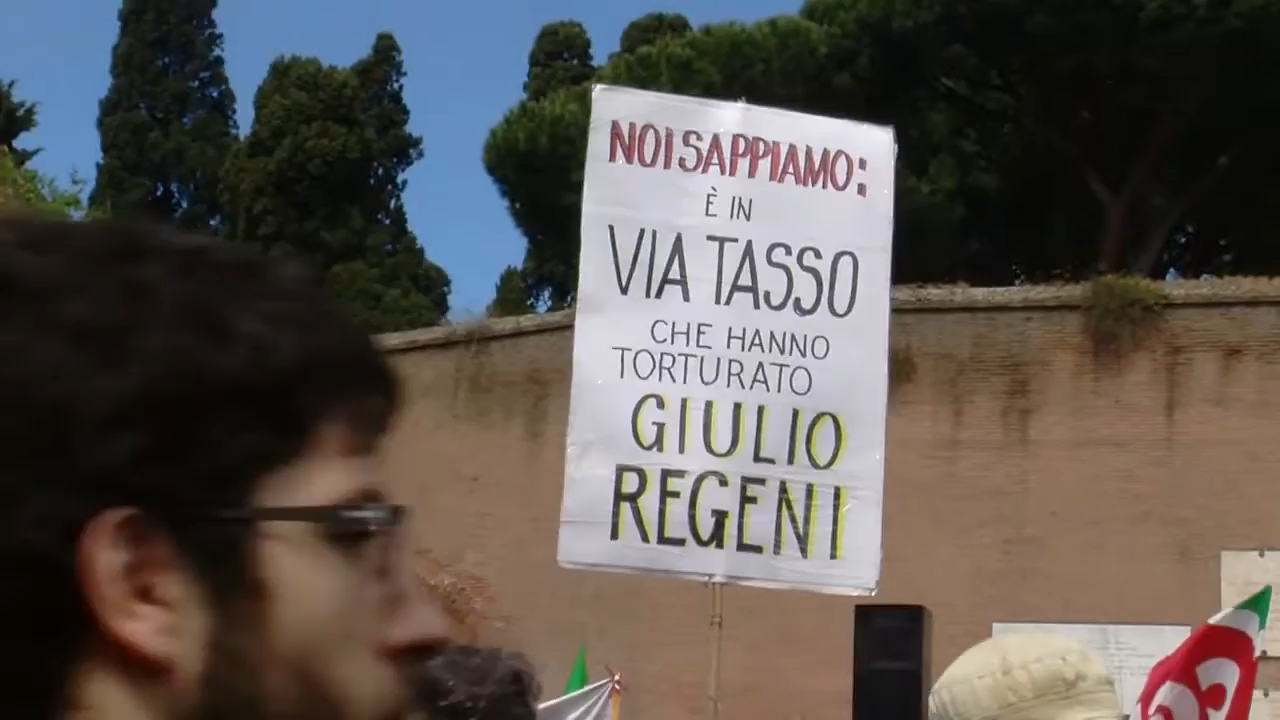 NOI SAPPIAMO:
È IN
VIA TASSO
CHE HANNO
TORTURATO
GIULIO
REGENI